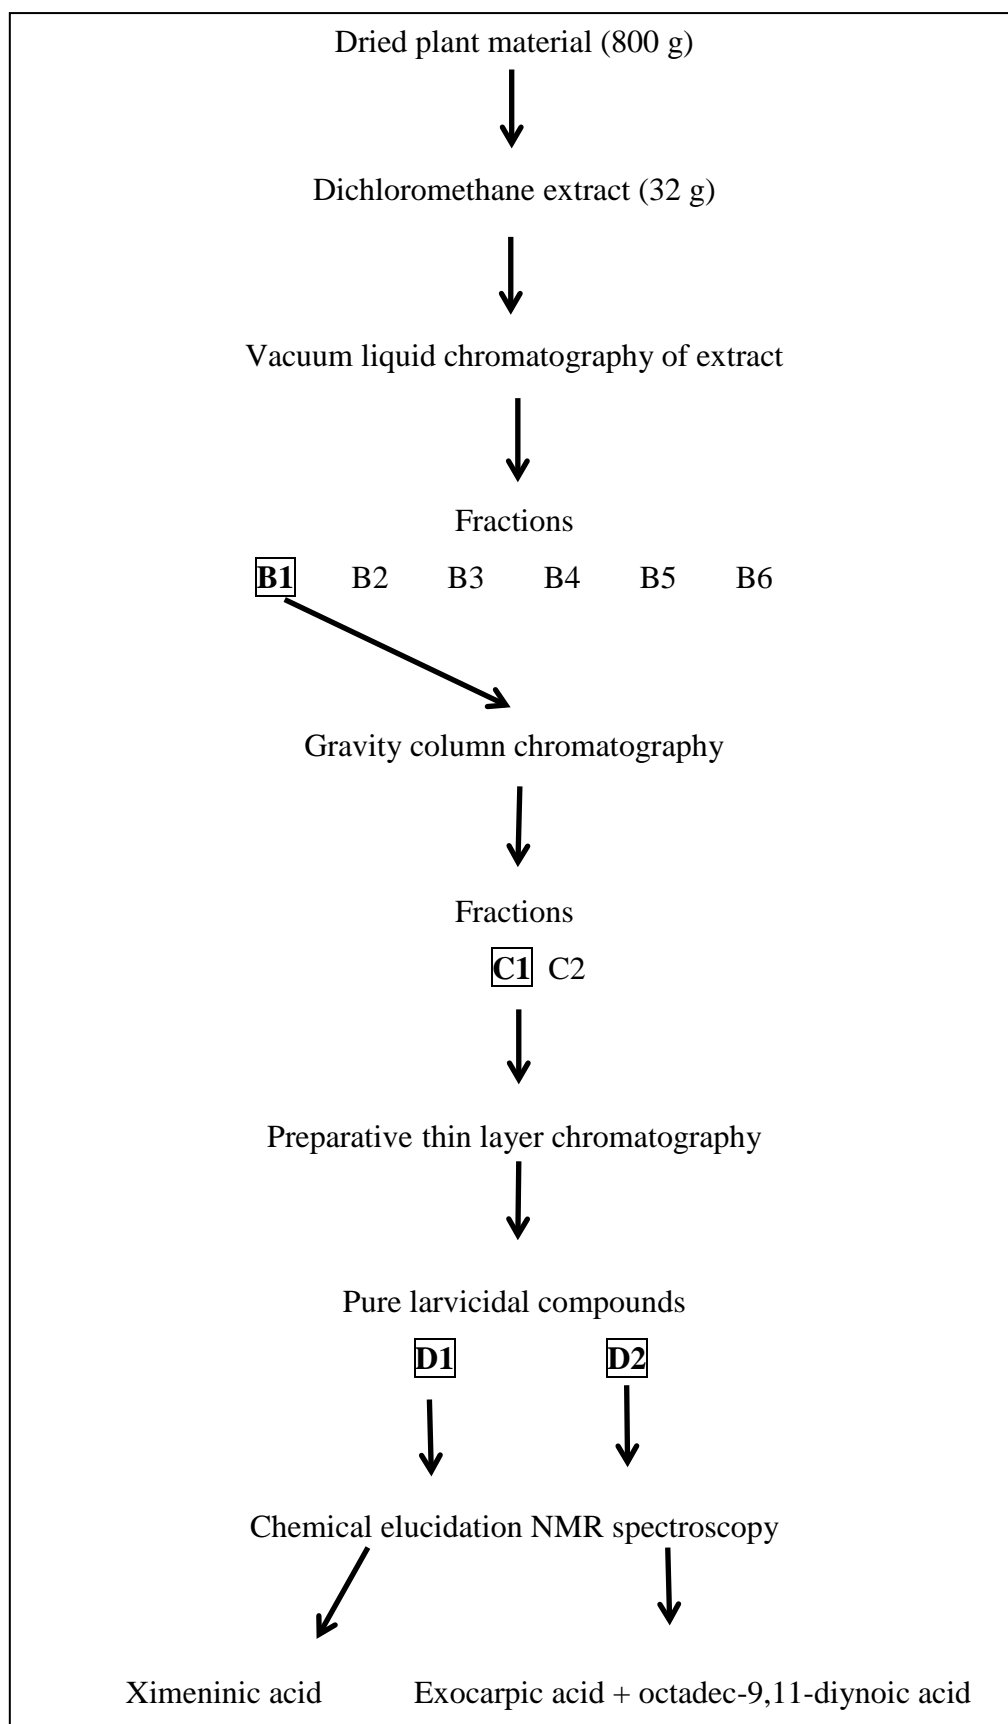 Dried plant material (800 g)
Dichloromethane extract (32 g)
Vacuum liquid chromatography of extract
Fractions
B1 B2 B3 B4 B5 B6
Gravity column chromatography
Fractions
C1 C2
Preparative thin layer chromatography
Pure larvicidal compounds
D1 D2
Chemical elucidation NMR spectroscopy
Ximeninic acid Exocarpic acid + octadec-9,11-diynoic acid